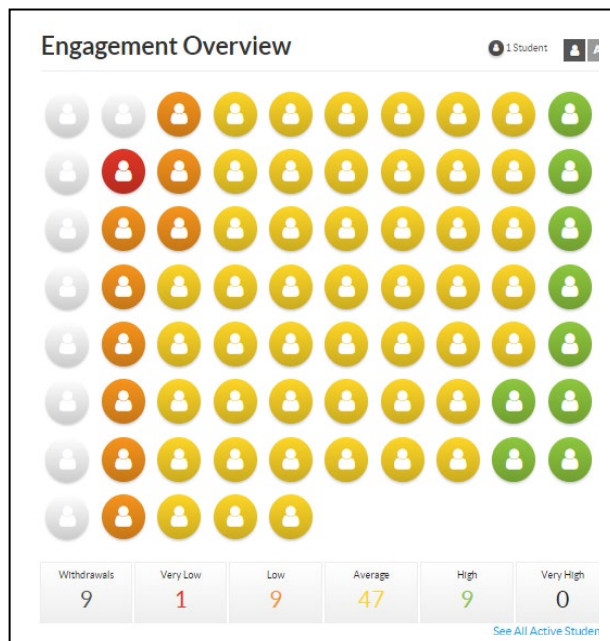 Engagement Overview
1 Student
Withdrawals Very Low Low Average High Very High
9 1 9 47 9 0
See All Active Studen